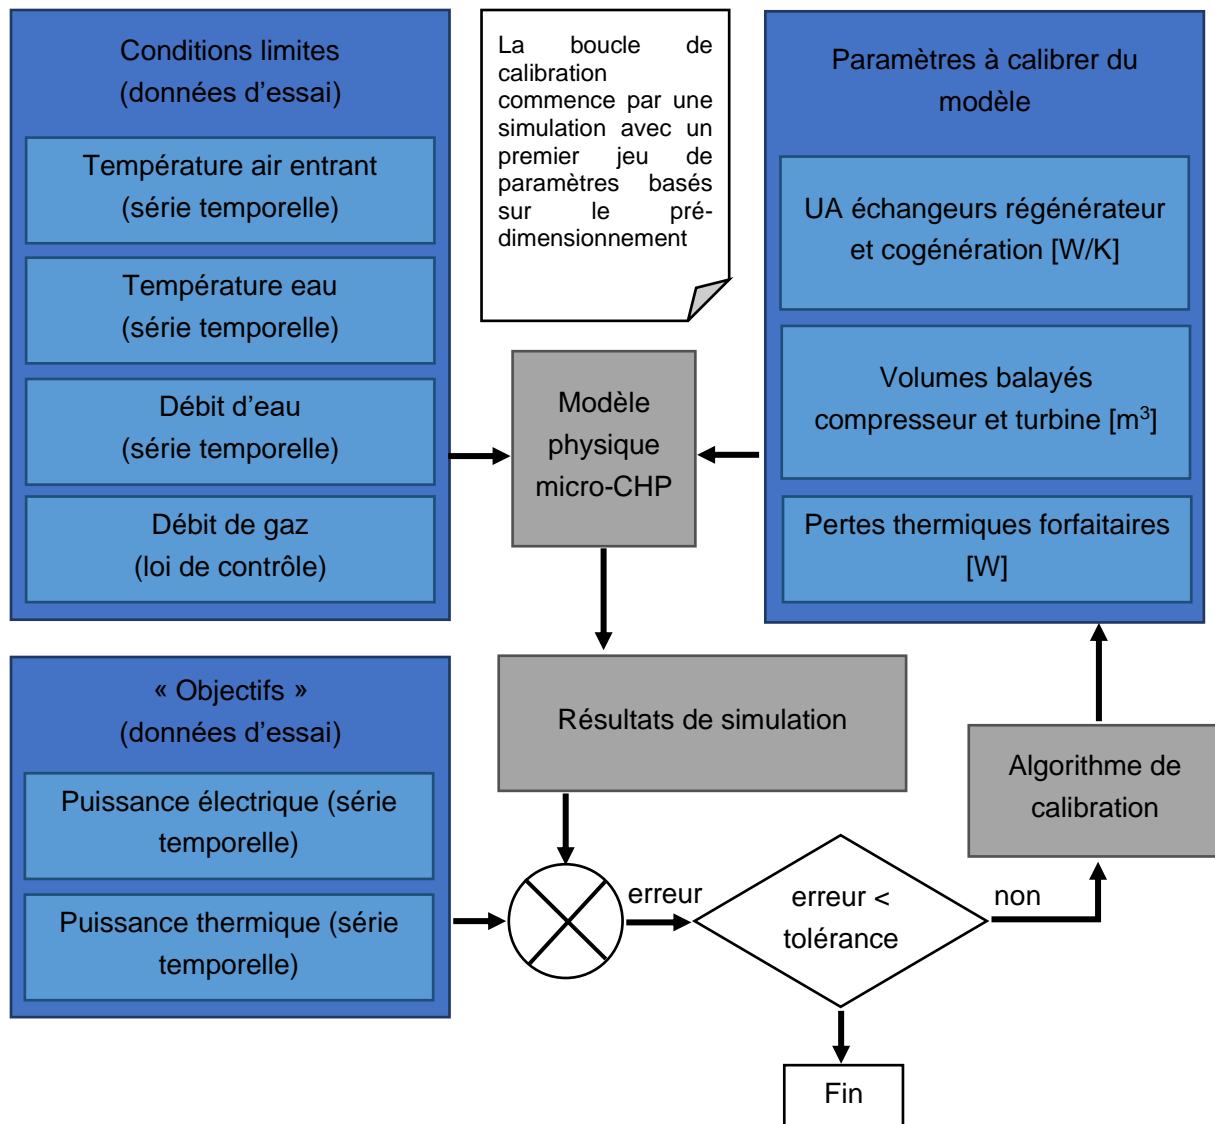 Conditions limites
(données d'essai)
Température air entrant
(série temporelle)
Température eau
(série temporelle)
Débit d'eau
(série temporelle)
Débit de gaz
(loi de contrôle)
La boucle de
calibration
commence par une
simulation avec un
premier jeu de
paramètres basés
sur le pré-
dimensionnement
Paramètres à calibrer du
modèle
UA échangeurs régénérateur
et cogénération [W/K]
Volumes balayés
compresseur et turbine [m³]
Pertes thermiques forfaitaires
[W]
Modèle
physique
micro-CHP
« Objectifs »
(données d'essai)
Puissance électrique (série
temporelle)
Puissance thermique (série
temporelle)
Résultats de simulation
Algorithme de
calibration
erreur
erreur <
tolérance
non
Fin